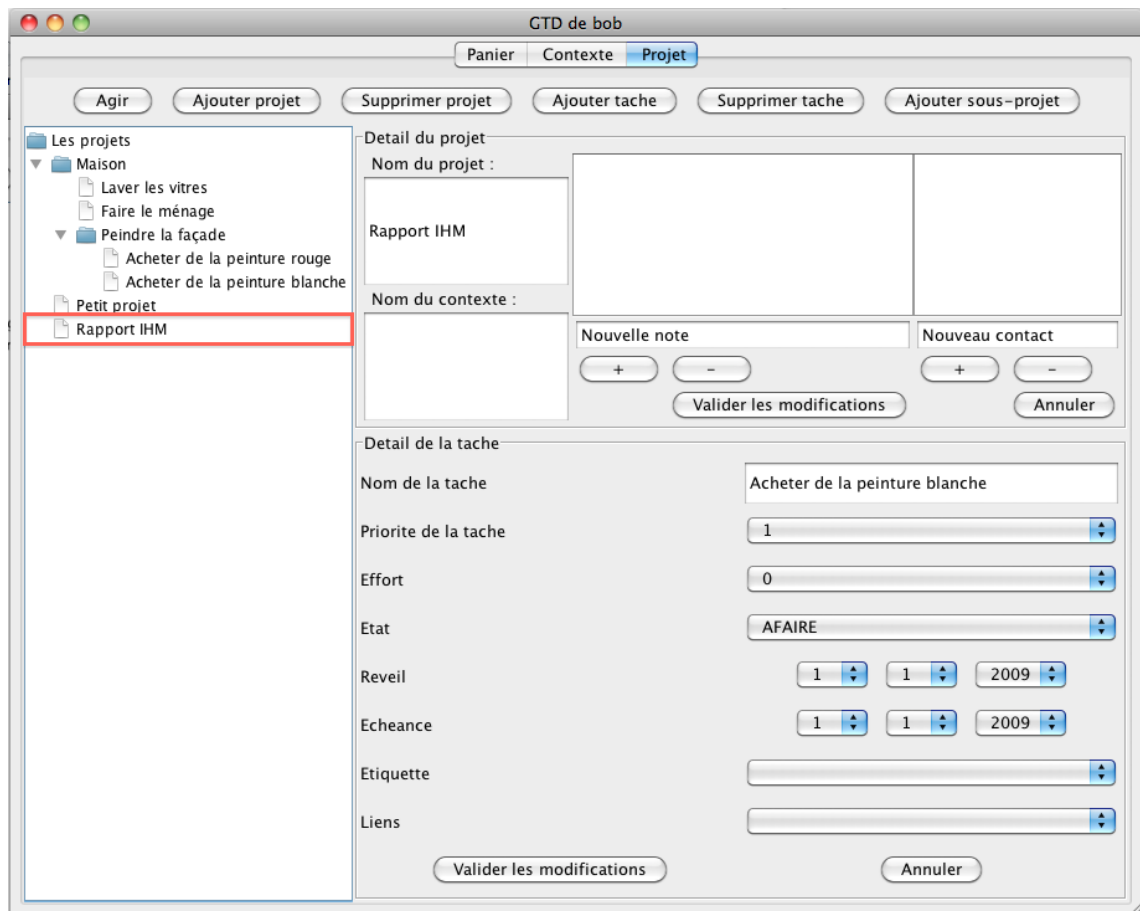 GTD de bob
Panier Contexte Projet
Agir Ajouter projet Supprimer projet Ajouter tache Supprimer tache Ajouter sous-projet
Les projets
Maison
Laver les vitres
Faire le ménage
Peindre la façade
Acheter de la peinture rouge
Acheter de la peinture blanche
Petit projet
Rapport IHM
Detail du projet
Nom du projet :
Rapport IHM
Nom du contexte :
Nouvelle note Nouveau contact
+ - + -
Valider les modifications Annuler
Detail de la tache
Nom de la tache Acheter de la peinture blanche
Priorite de la tache 1
Effort 0
Etat AFAIRE
Reveil 1 1 2009
Echeance 1 1 2009
Etiquette
Liens
Valider les modifications Annuler